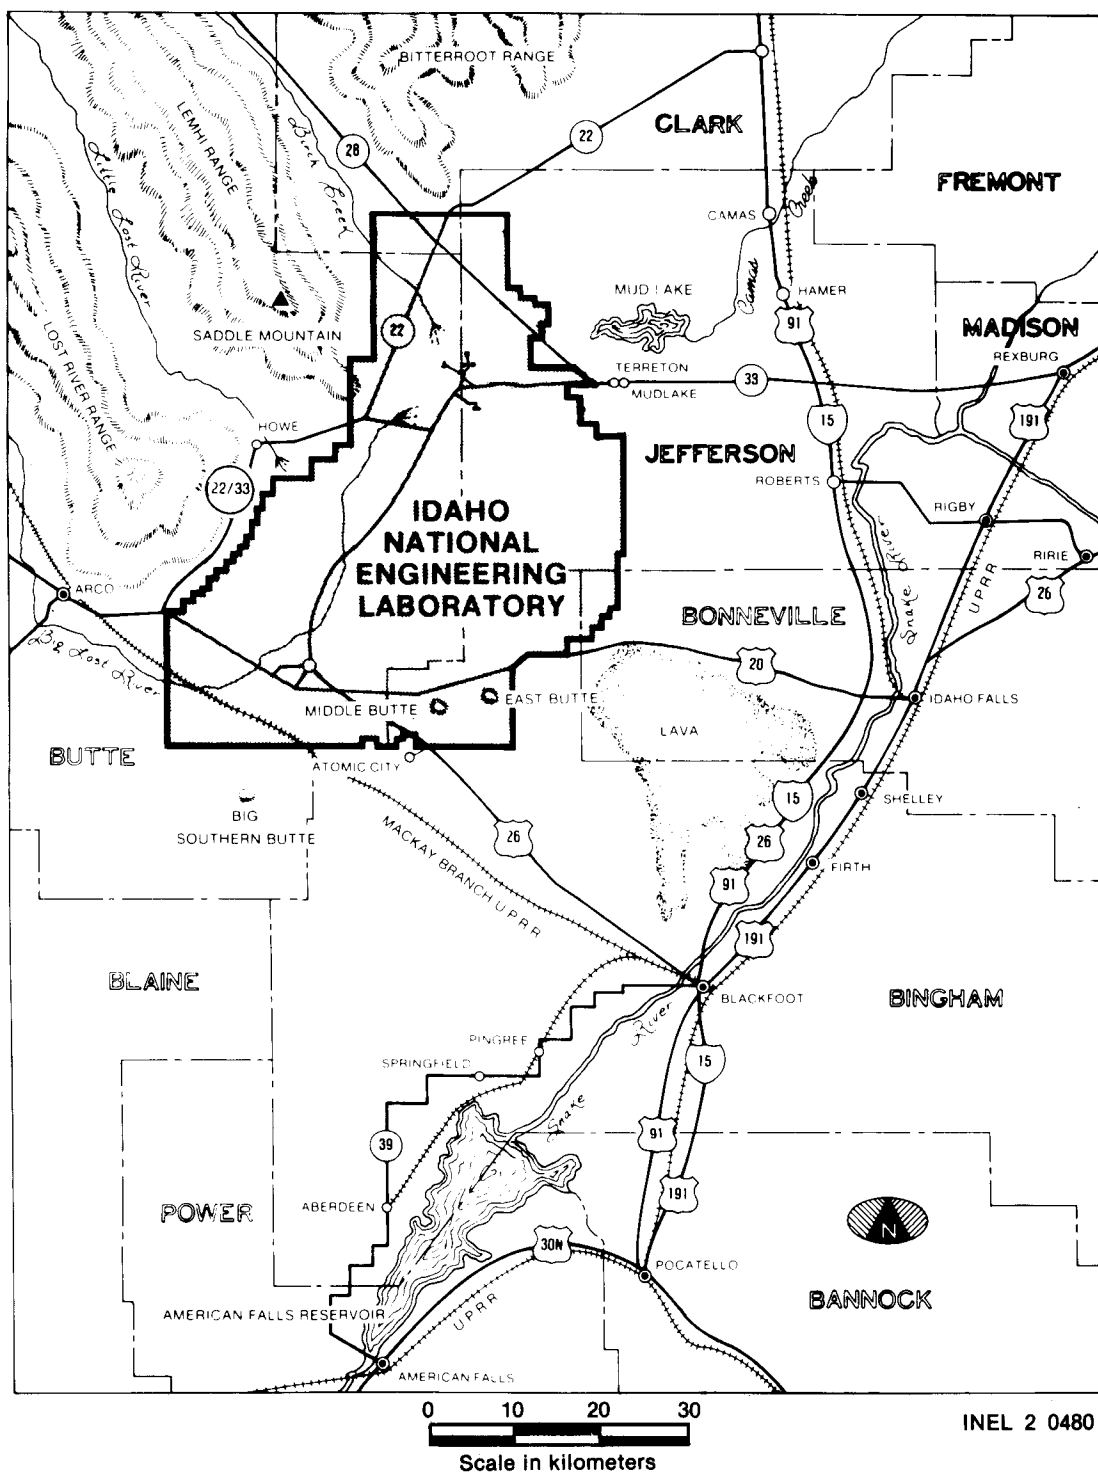 BITTERROOT RANGE
LEMHI RANGE
Birch Creek
28
22
CLARK
FREMONT
Little Lost River
CAMAS
Camas Creek
SADDLE MOUNTAIN
22
MUD LAKE
HAMER
91
MADISON
REXBURG
LOST RIVER RANGE
TERRETON
MUDLAKE
33
15
191
HOWE
22/33
JEFFERSON
ROBERTS
RIGBY
IDAHO
NATIONAL
ENGINEERING
LABORATORY
Snake River
UPRR
RIRIE
26
ARCO
BONNEVILLE
Big Lost River
20
IDAHO FALLS
MIDDLE BUTTE
EAST BUTTE
LAVA
BUTTE
ATOMIC CITY
BIG
SOUTHERN BUTTE
MACKAY BRANCH U.P.R.R.
26
15
26
91
SHELLEY
FIRTH
191
BLAINE
BLACKFOOT
BINGHAM
Snake River
PINGREE
SPRINGFIELD
15
39
91
191
ABERDEEN
POWER
N
30N
POCATELLO
BANNOCK
AMERICAN FALLS RESERVOIR
UPRR
AMERICAN FALLS
0 10 20 30
Scale in kilometers
INEL 2 0480